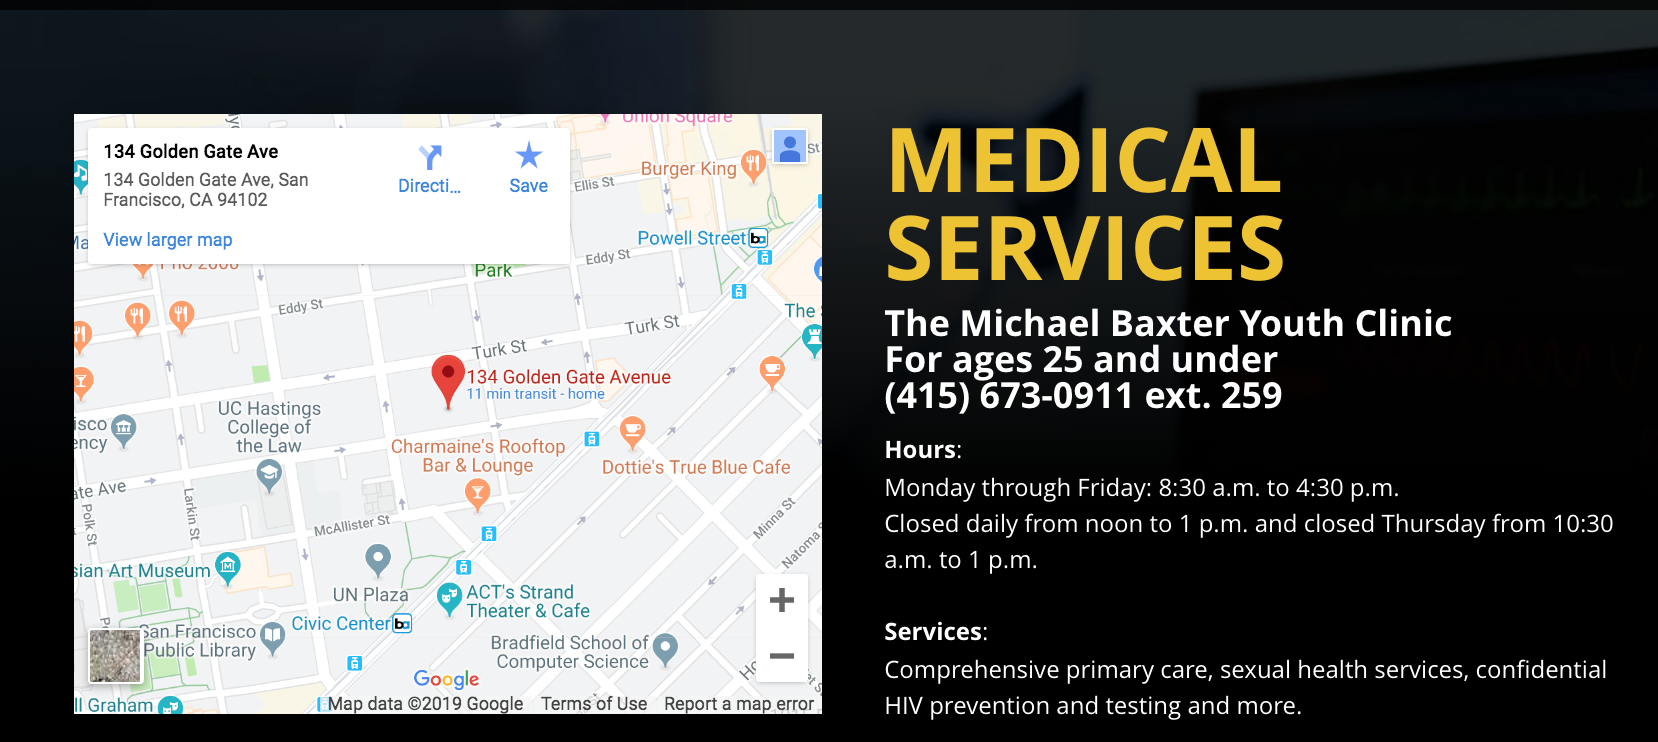 134 Golden Gate Ave
134 Golden Gate Ave, San
Francisco, CA 94102
View larger map
Directi...
Save
Union Square
Burger King
St
Ellis St
Powell Street
Eddy St
Park
Eddy St
Turk St
The
Turk St
134 Golden Gate Avenue
11 min transit - home
UC Hastings
College of
the Law
isco
ency
Charmaine's Rooftop
Bar & Lounge
Dottie's True Blue Cafe
ate Ave
Polk St
Larkin St
McAllister St
Minna St
Natoma
sian Art Museum
UN Plaza
ACT's Strand
Theater & Cafe
Civic Center
San Francisco
Public Library
Bradfield School of
Computer Science
ll Graham
Google
Map data ©2019 Google
Terms of Use
Report a map error
MEDICAL
SERVICES
The Michael Baxter Youth Clinic
For ages 25 and under
(415) 673-0911 ext. 259
Hours:
Monday through Friday: 8:30 a.m. to 4:30 p.m.
Closed daily from noon to 1 p.m. and closed Thursday from 10:30
a.m. to 1 p.m.
Services:
Comprehensive primary care, sexual health services, confidential
HIV prevention and testing and more.